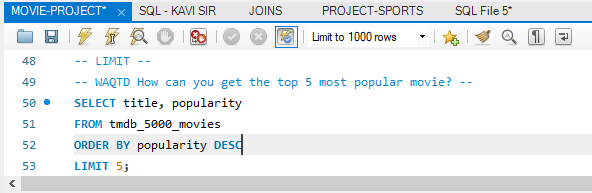 MOVIE-PROJECT* SQL - KAVI SIR JOINS PROJECT-SPORTS SQL File 5*
Limit to 1000 rows
48 -- LIMIT --
49 -- WAQTD How can you get the top 5 most popular movie? --
50 SELECT title, popularity
51 FROM tmdb_5000_movies
52 ORDER BY popularity DESC
53 LIMIT 5;